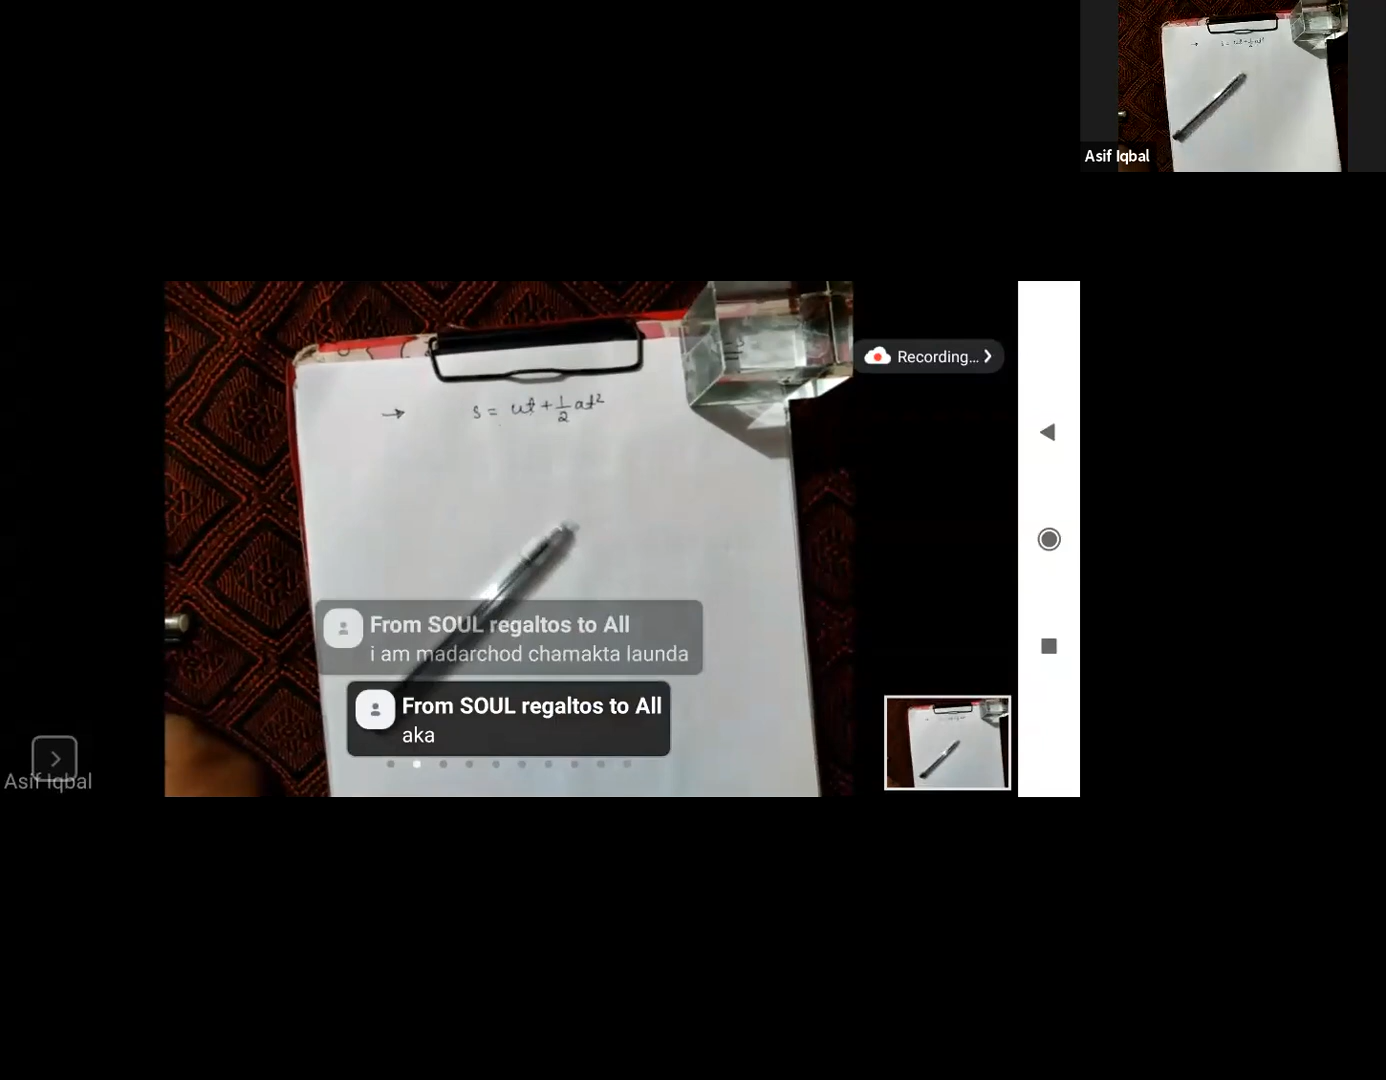 Asif Iqbal
Recording...
→ s = ut + 1/2 at²
From SOUL regaltos to All
i am madarchod chamakta launda
From SOUL regaltos to All
aka
Asif Iqbal